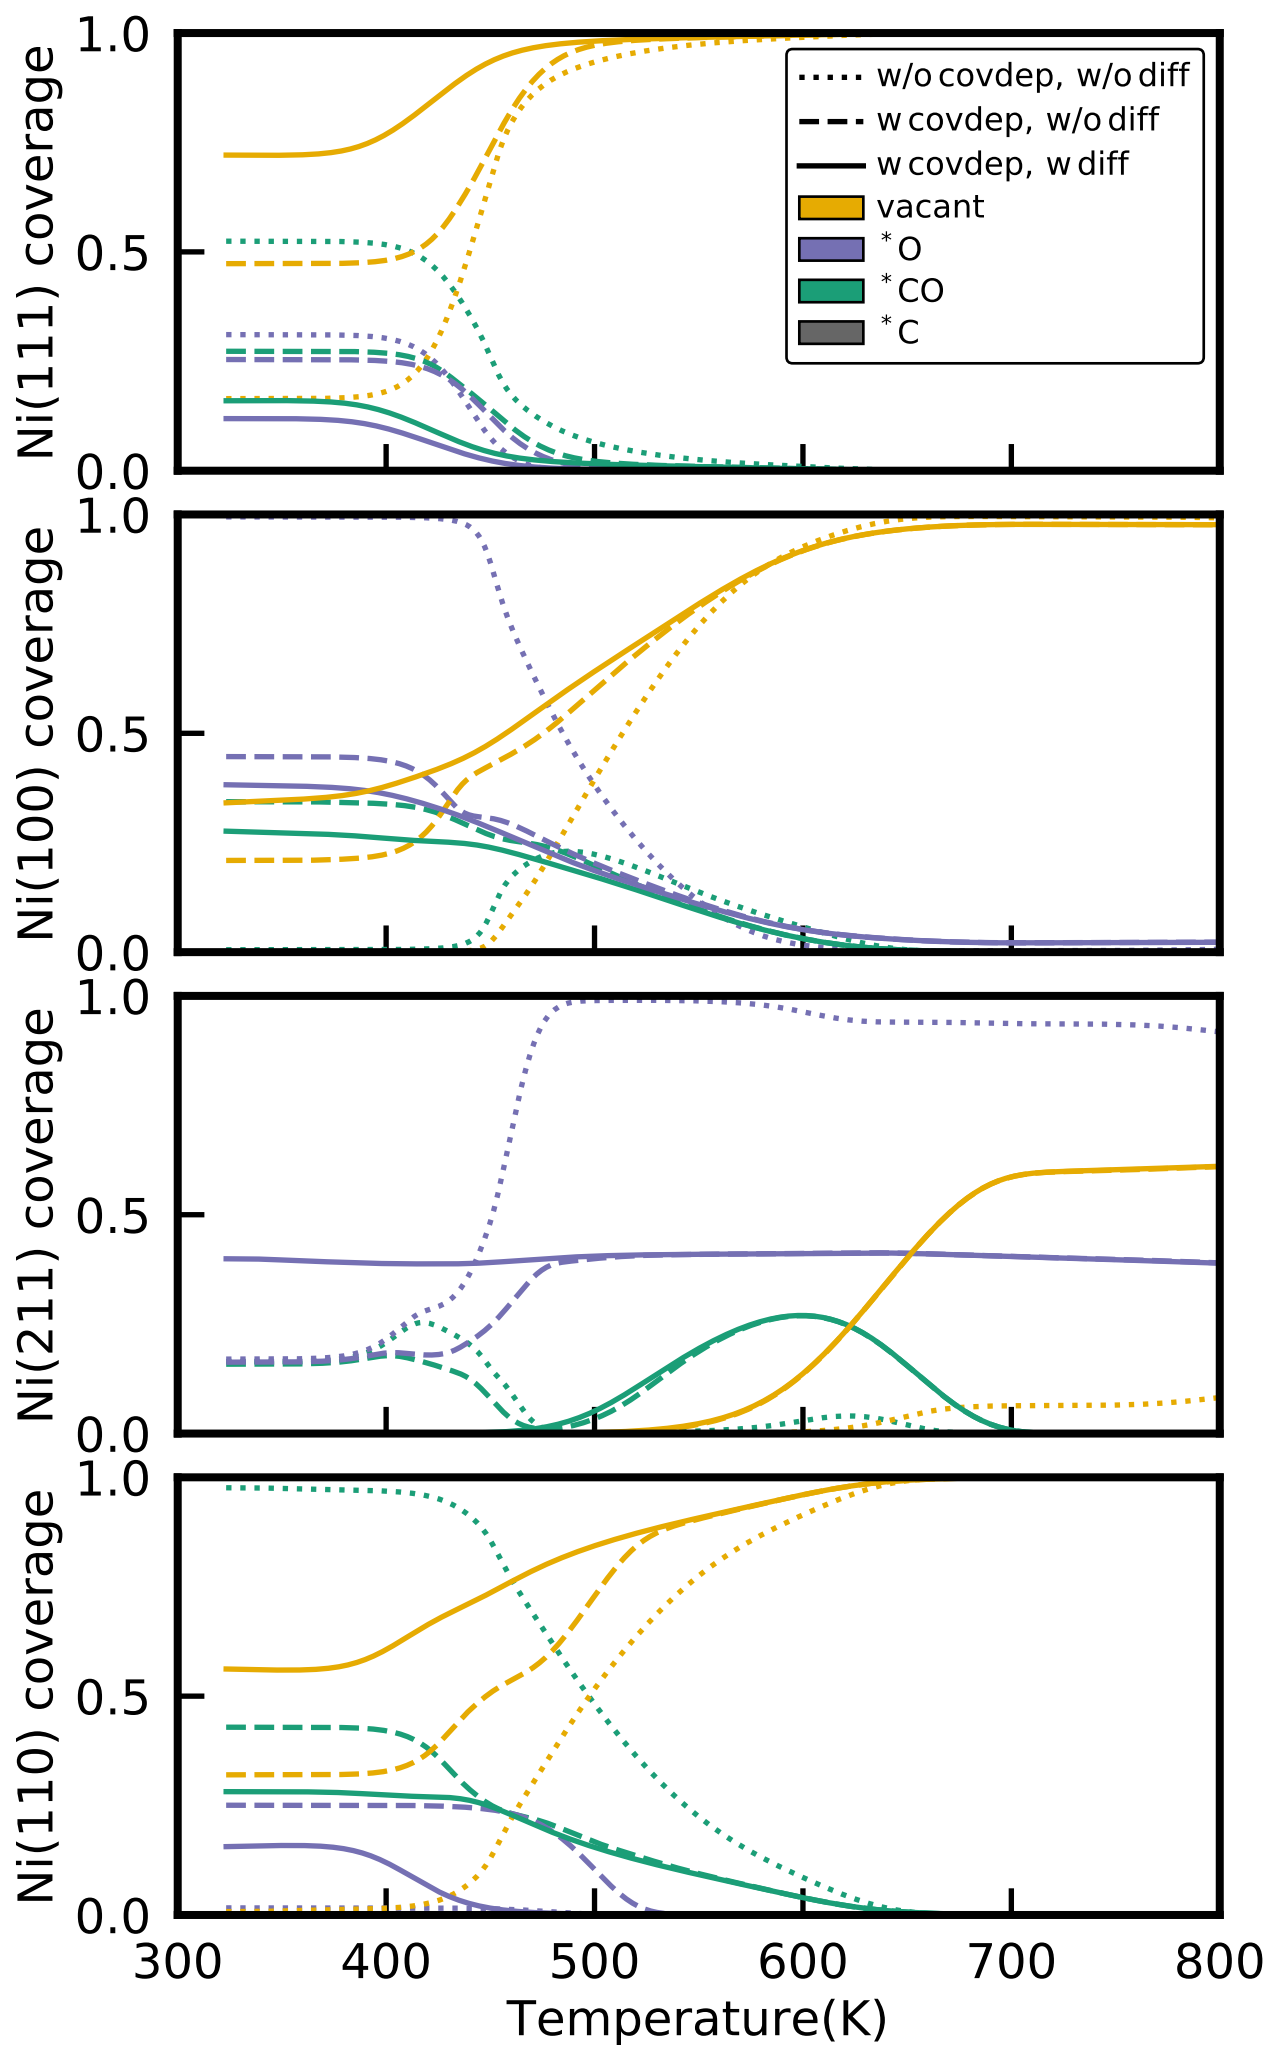 Ni(111) coverage
1.0
0.5
0.0
w/o covdep, w/o diff
w covdep, w/o diff
w covdep, w diff
vacant
*O
*CO
*C
Ni(100) coverage
1.0
0.5
0.0
Ni(211) coverage
1.0
0.5
0.0
Ni(110) coverage
1.0
0.5
0.0
300 400 500 600 700 800
Temperature(K)